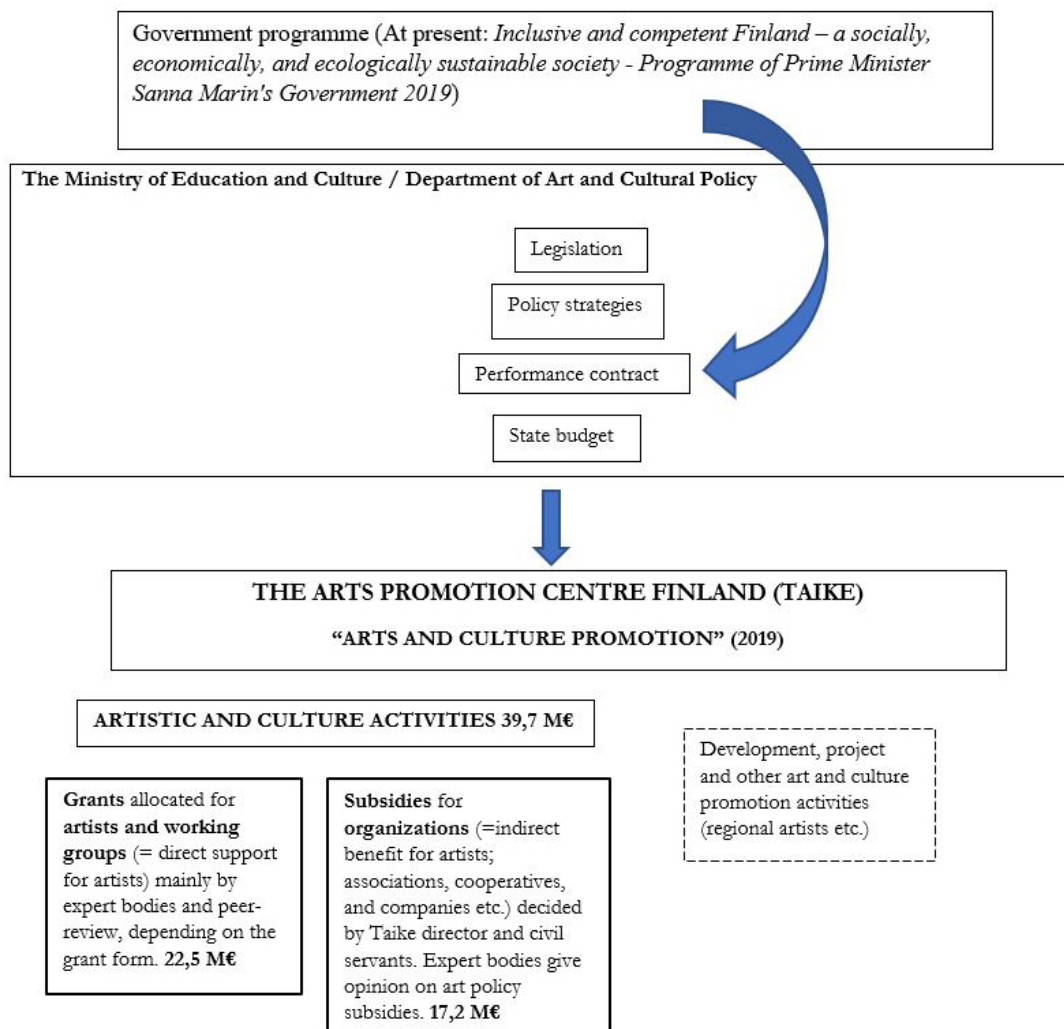 Government programme (At present: Inclusive and competent Finland – a socially,
economically, and ecologically sustainable society - Programme of Prime Minister
Sanna Marin's Government 2019)
The Ministry of Education and Culture / Department of Art and Cultural Policy
Legislation
Policy strategies
Performance contract
State budget
THE ARTS PROMOTION CENTRE FINLAND (TAIKE)
“ARTS AND CULTURE PROMOTION” (2019)
ARTISTIC AND CULTURE ACTIVITIES 39,7 M€
Grants allocated for
artists and working
groups (= direct support
for artists) mainly by
expert bodies and peer-
review, depending on the
grant form. 22,5 M€
Subsidies for
organizations (=indirect
benefit for artists;
associations, cooperatives,
and companies etc.) decided
by Taike director and civil
servants. Expert bodies give
opinion on art policy
subsidies. 17,2 M€
Development, project
and other art and culture
promotion activities
(regional artists etc.)